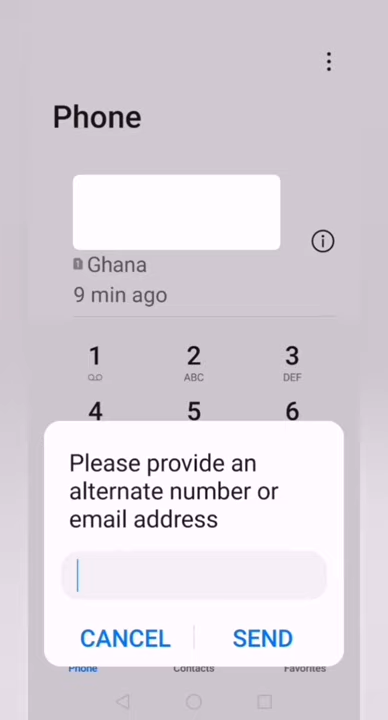 Phone
Ghana
9 min ago
1 2 3
ABC DEF
4 5 6
Please provide an
alternate number or
email address
CANCEL SEND
Phone Contacts Favorites